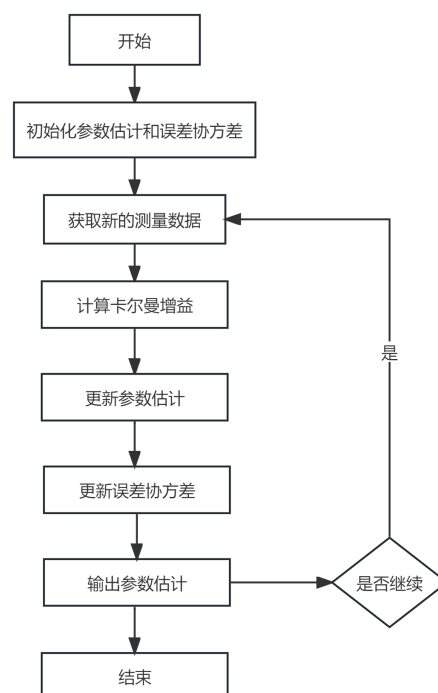 开始
初始化参数估计和误差协方差
获取新的测量数据
计算卡尔曼增益
是
更新参数估计
更新误差协方差
输出参数估计
是否继续
结束